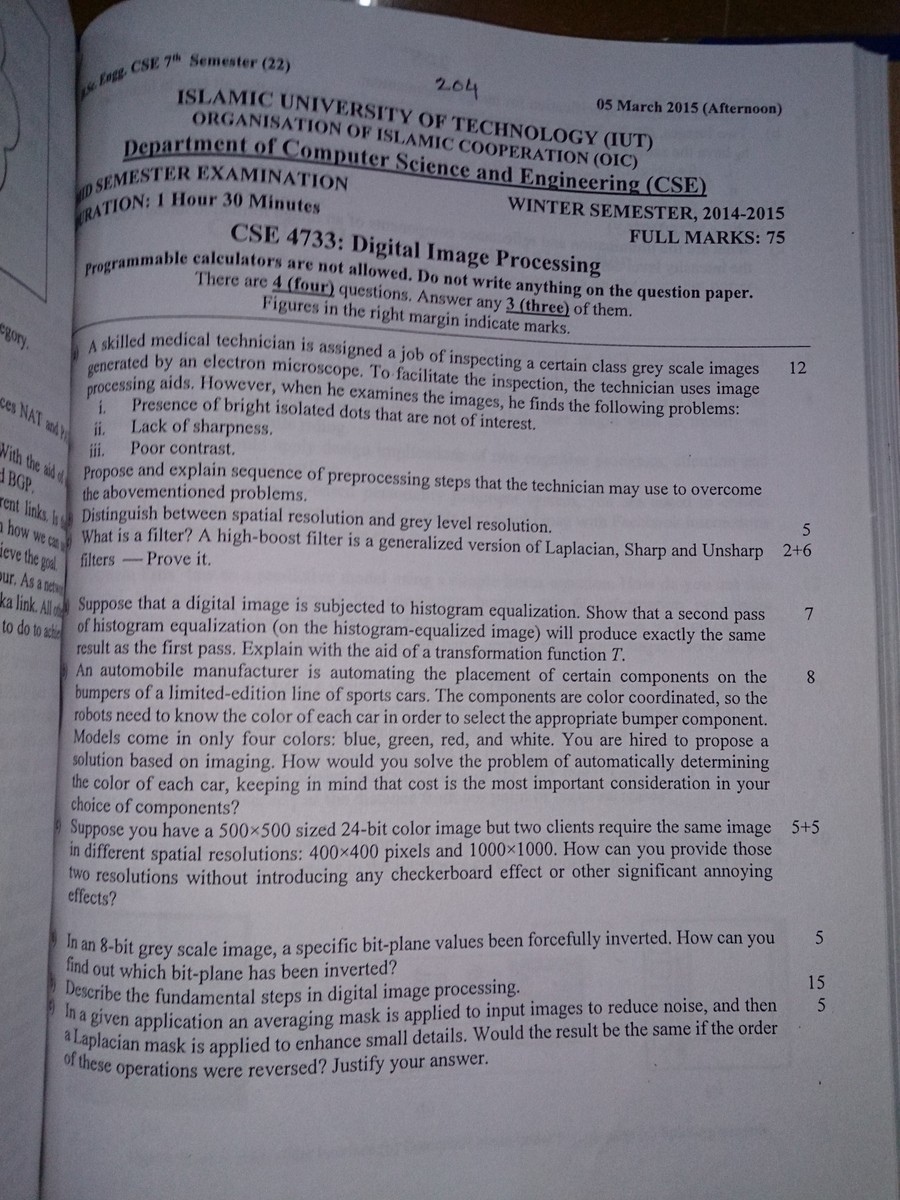 Engg. CSE 7th Semester (22)
204
05 March 2015 (Afternoon)
ISLAMIC UNIVERSITY OF TECHNOLOGY (IUT)
ORGANISATION OF ISLAMIC COOPERATION (OIC)
Department of Computer Science and Engineering (CSE)
SEMESTER EXAMINATION
WINTER SEMESTER, 2014-2015
RATION: 1 Hour 30 Minutes
FULL MARKS: 75
CSE 4733: Digital Image Processing
Programmable calculators are not allowed. Do not write anything on the question paper.
There are 4 (four) questions. Answer any 3 (three) of them.
Figures in the right margin indicate marks.
A skilled medical technician is assigned a job of inspecting a certain class grey scale images 12
generated by an electron microscope. To facilitate the inspection, the technician uses image
processing aids. However, when he examines the images, he finds the following problems:
i. Presence of bright isolated dots that are not of interest.
ii. Lack of sharpness.
iii. Poor contrast.
Propose and explain sequence of preprocessing steps that the technician may use to overcome
the abovementioned problems.
Distinguish between spatial resolution and grey level resolution. 5
What is a filter? A high-boost filter is a generalized version of Laplacian, Sharp and Unsharp 2+6
filters — Prove it.
Suppose that a digital image is subjected to histogram equalization. Show that a second pass 7
of histogram equalization (on the histogram-equalized image) will produce exactly the same
result as the first pass. Explain with the aid of a transformation function T.
An automobile manufacturer is automating the placement of certain components on the 8
bumpers of a limited-edition line of sports cars. The components are color coordinated, so the
robots need to know the color of each car in order to select the appropriate bumper component.
Models come in only four colors: blue, green, red, and white. You are hired to propose a
solution based on imaging. How would you solve the problem of automatically determining
the color of each car, keeping in mind that cost is the most important consideration in your
choice of components?
Suppose you have a 500×500 sized 24-bit color image but two clients require the same image 5+5
in different spatial resolutions: 400×400 pixels and 1000×1000. How can you provide those
two resolutions without introducing any checkerboard effect or other significant annoying
effects?
In an 8-bit grey scale image, a specific bit-plane values been forcefully inverted. How can you 5
find out which bit-plane has been inverted?
Describe the fundamental steps in digital image processing. 15
In a given application an averaging mask is applied to input images to reduce noise, and then 5
a Laplacian mask is applied to enhance small details. Would the result be the same if the order
of these operations were reversed? Justify your answer.
egory.
ces NAT and
With the aid of
BGP.
rent links. In
how we can
ieve the goal.
our. As a
ka link. All
to do to